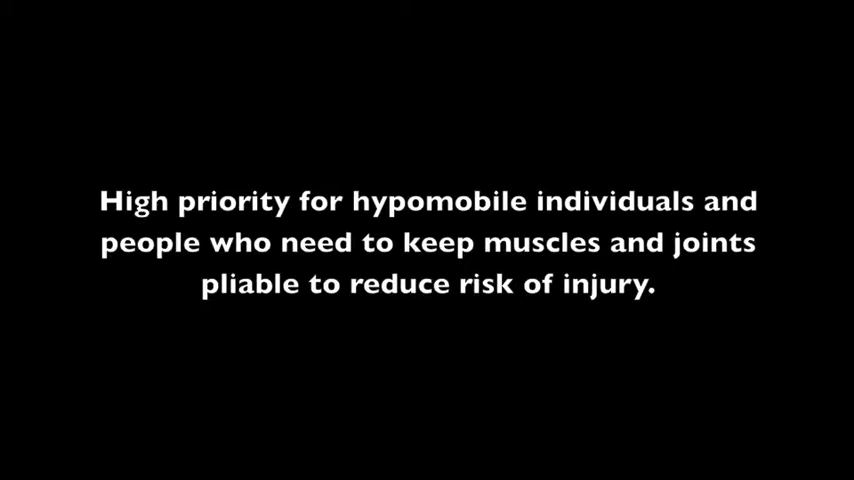 High priority for hypomobile individuals and
people who need to keep muscles and joints
pliable to reduce risk of injury.